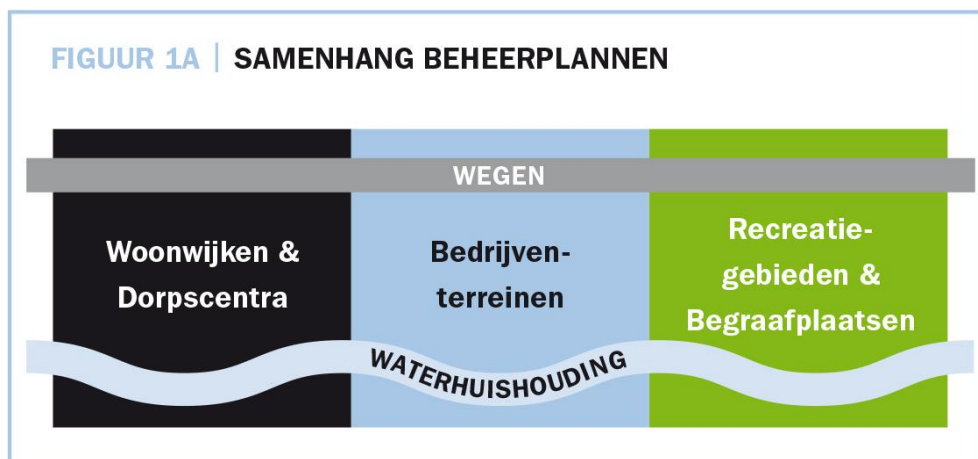 FIGUUR 1A | SAMENHANG BEHEERPLANNEN
WEGEN
Woonwijken &
Dorpscentra
Bedrijven-
terreinen
Recreatie-
gebieden &
Begraafplaatsen
WATERHUISHOUDING